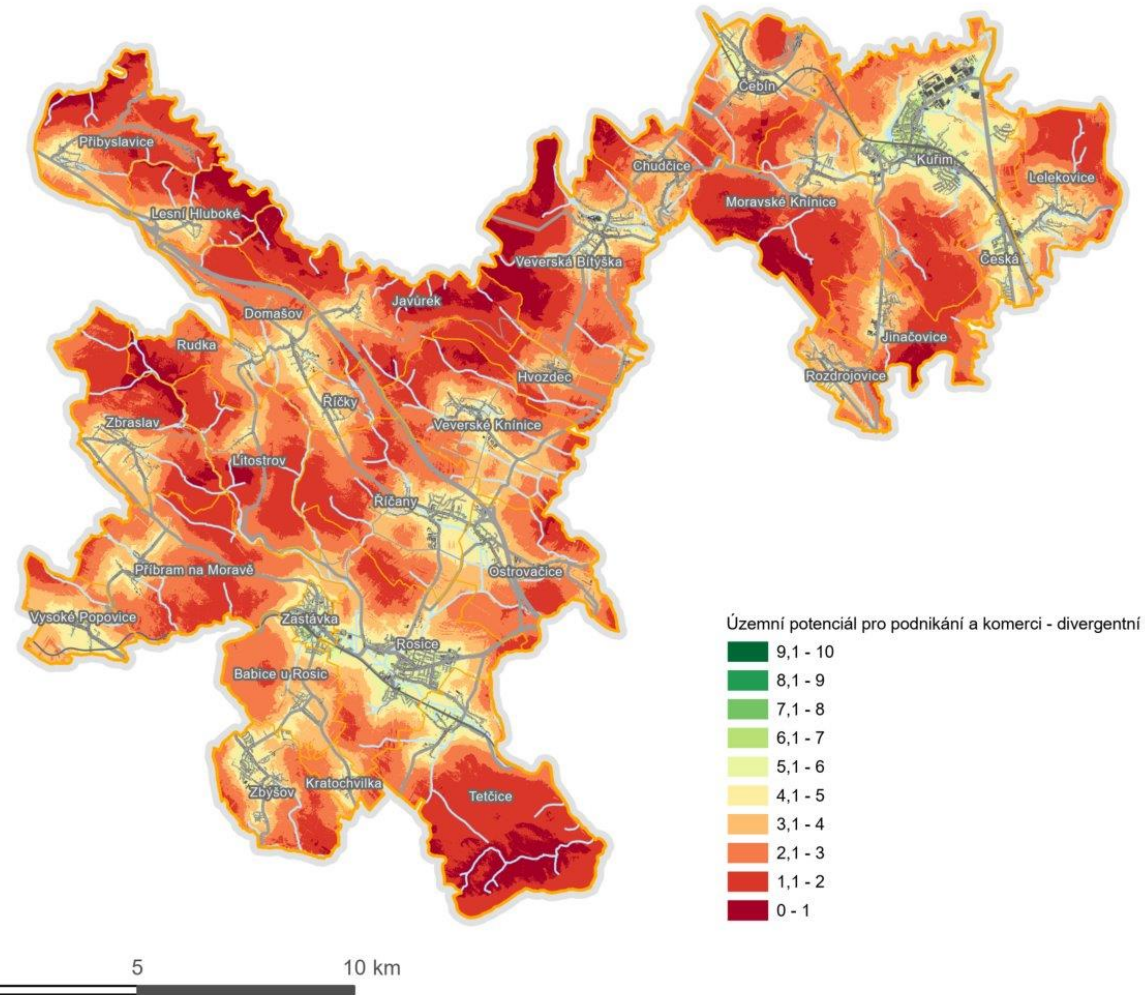 Čebín
Přibyslavice
Kuřim
Chudčice
Lelekovice
Moravské Knínice
Lesní Hluboké
Česká
Veverská Bítýška
Javůrek
Domašov
Jinačovice
Rudka
Hvozdec
Rozdrojovice
Říčky
Zbraslav
Veverské Knínice
Litostrov
Říčany
Příbram na Moravě
Ostrovačice
Vysoké Popovice
Zastávka
Rosice
Babice u Rosic
Kratochvilka
Zbýšov
Tetčice
Územní potenciál pro podnikání a komerci - divergentní
9,1 - 10
8,1 - 9
7,1 - 8
6,1 - 7
5,1 - 6
4,1 - 5
3,1 - 4
2,1 - 3
1,1 - 2
0 - 1
5
10 km